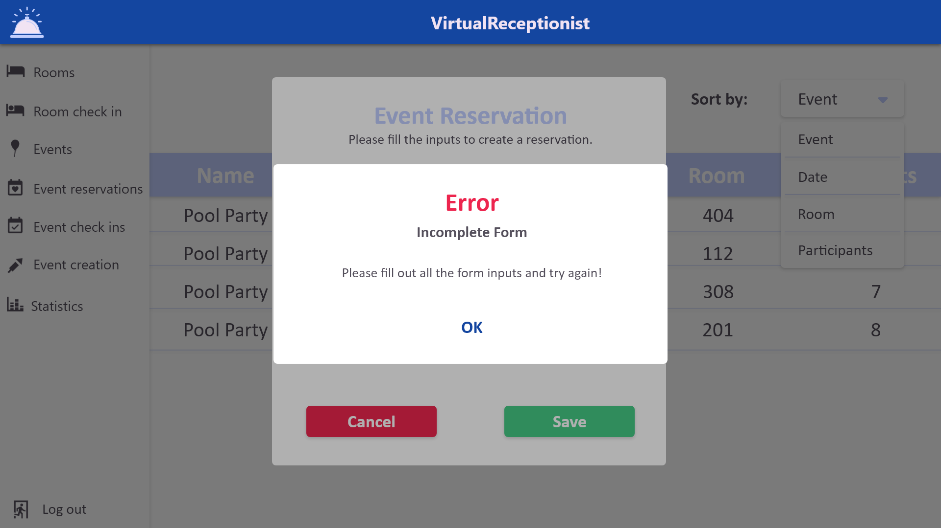 VirtualReceptionist
Rooms
Room check in
Events
Event reservations
Event check ins
Event creation
Statistics
Log out
Sort by:
Event
Event
Date
Room
Participants
Name
Room
Pool Party
404
Pool Party
112
Pool Party
308
7
Pool Party
201
8
Event Reservation
Please fill the inputs to create a reservation.
Error
Incomplete Form
Please fill out all the form inputs and try again!
OK
Cancel
Save